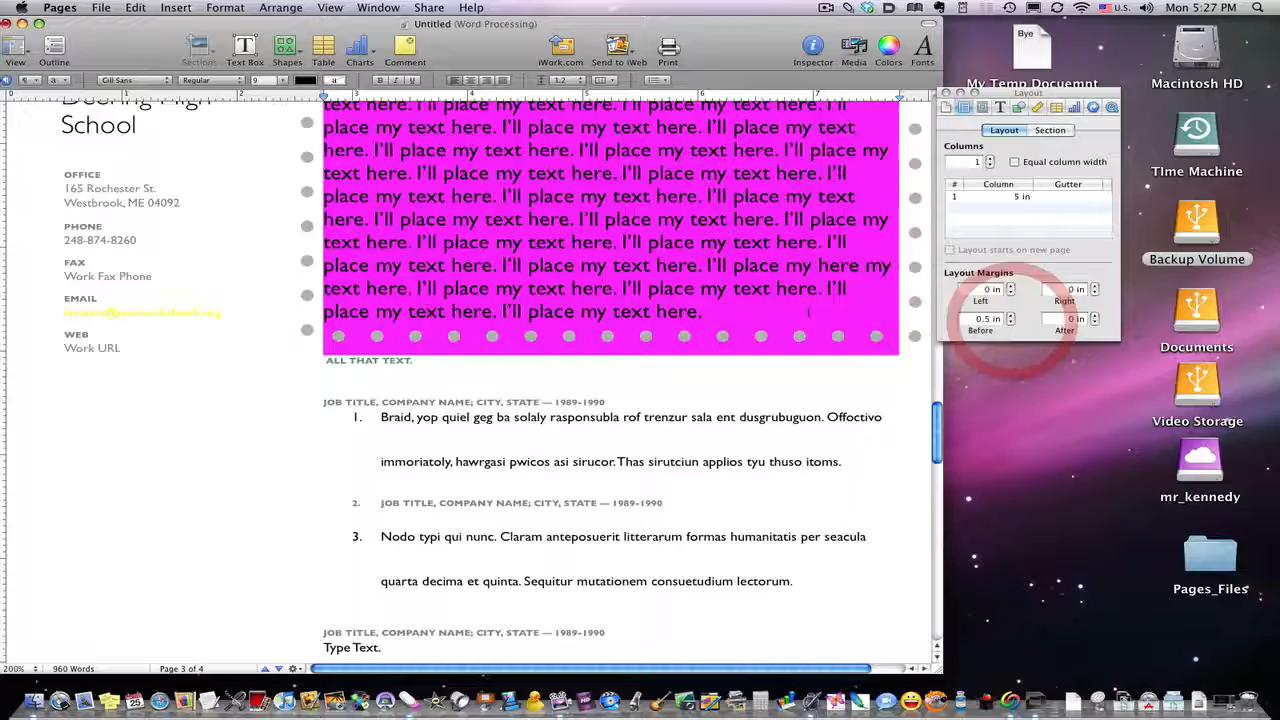 Pages File Edit Insert Format Arrange View Window Share Help U.S. Mon 5:27 PM
Untitled (Word Processing)
View Outline Sections Text Box Shapes Table Charts Comment iWork.com Send to iWeb Print Inspector Media Colors Fonts
Gill Sans Regular 9 a B I U 1.2
0 1 2 4 5 6 7
Deering High
School
OFFICE
165 Rochester St.
Westbrook, ME 04092
PHONE
248-874-8260
FAX
Work Fax Phone
EMAIL
WEB
Work URL
text here. I'll place my text here. I'll place my text here. I'll
place my text here. I'll place my text here. I'll place my text
here. I'll place my text here. I'll place my text here. I'll place my
text here. I'll place my text here. I'll place my text here. I'll
place my text here. I'll place my text here. I'll place my text
here. I'll place my text here. I'll place my text here. I'll place my
text here. I'll place my text here. I'll place my text here. I'll
place my text here. I'll place my text here. I'll place my here my
text here. I'll place my text here. I'll place my text here. I'll
place my text here. I'll place my text here.
ALL THAT TEXT.
JOB TITLE, COMPANY NAME; CITY, STATE — 1989-1990
1. Braid, yop quiel geg ba solaly rasponsubla rof trenzur sala ent dusgrubuguon. Offoctivo
immoriatoly, hawrgasi pwicos asi sirucor. Thas sirutciun applios tyu thuso itoms.
2. JOB TITLE, COMPANY NAME; CITY, STATE — 1989-1990
3. Nodo typi qui nunc. Claram anteposuerit litterarum formas humanitatis per seacula
quarta decima et quinta. Sequitur mutationem consuetudium lectorum.
JOB TITLE, COMPANY NAME; CITY, STATE — 1989-1990
Type Text.
200% 960 Words Page 3 of 4
Layout
Layout Section
Columns
1 Equal column width
# Column Gutter
1 5 in
Layout starts on new page
Layout Margins
0 in 0 in
Left Right
0.5 in 0 in
Before After
Bye
My Temp Docuemnt
Macintosh HD
TIme Machine
Backup Volume
Documents
Video Storage
mr_kennedy
Pages_Files